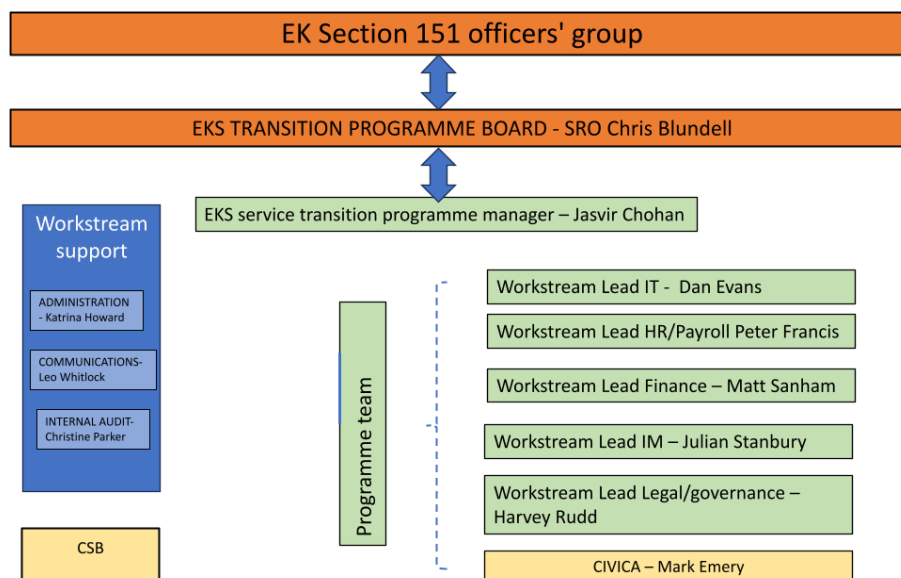 EK Section 151 officers' group
EKS TRANSITION PROGRAMME BOARD - SRO Chris Blundell
EKS service transition programme manager – Jasvir Chohan
Workstream
support
ADMINISTRATION
- Katrina Howard
COMMUNICATIONS-
Leo Whitlock
INTERNAL AUDIT-
Christine Parker
CSB
Programme team
Workstream Lead IT -  Dan Evans
Workstream Lead HR/Payroll Peter Francis
Workstream Lead Finance – Matt Sanham
Workstream Lead IM – Julian Stanbury
Workstream Lead Legal/governance –
Harvey Rudd
CIVICA – Mark Emery